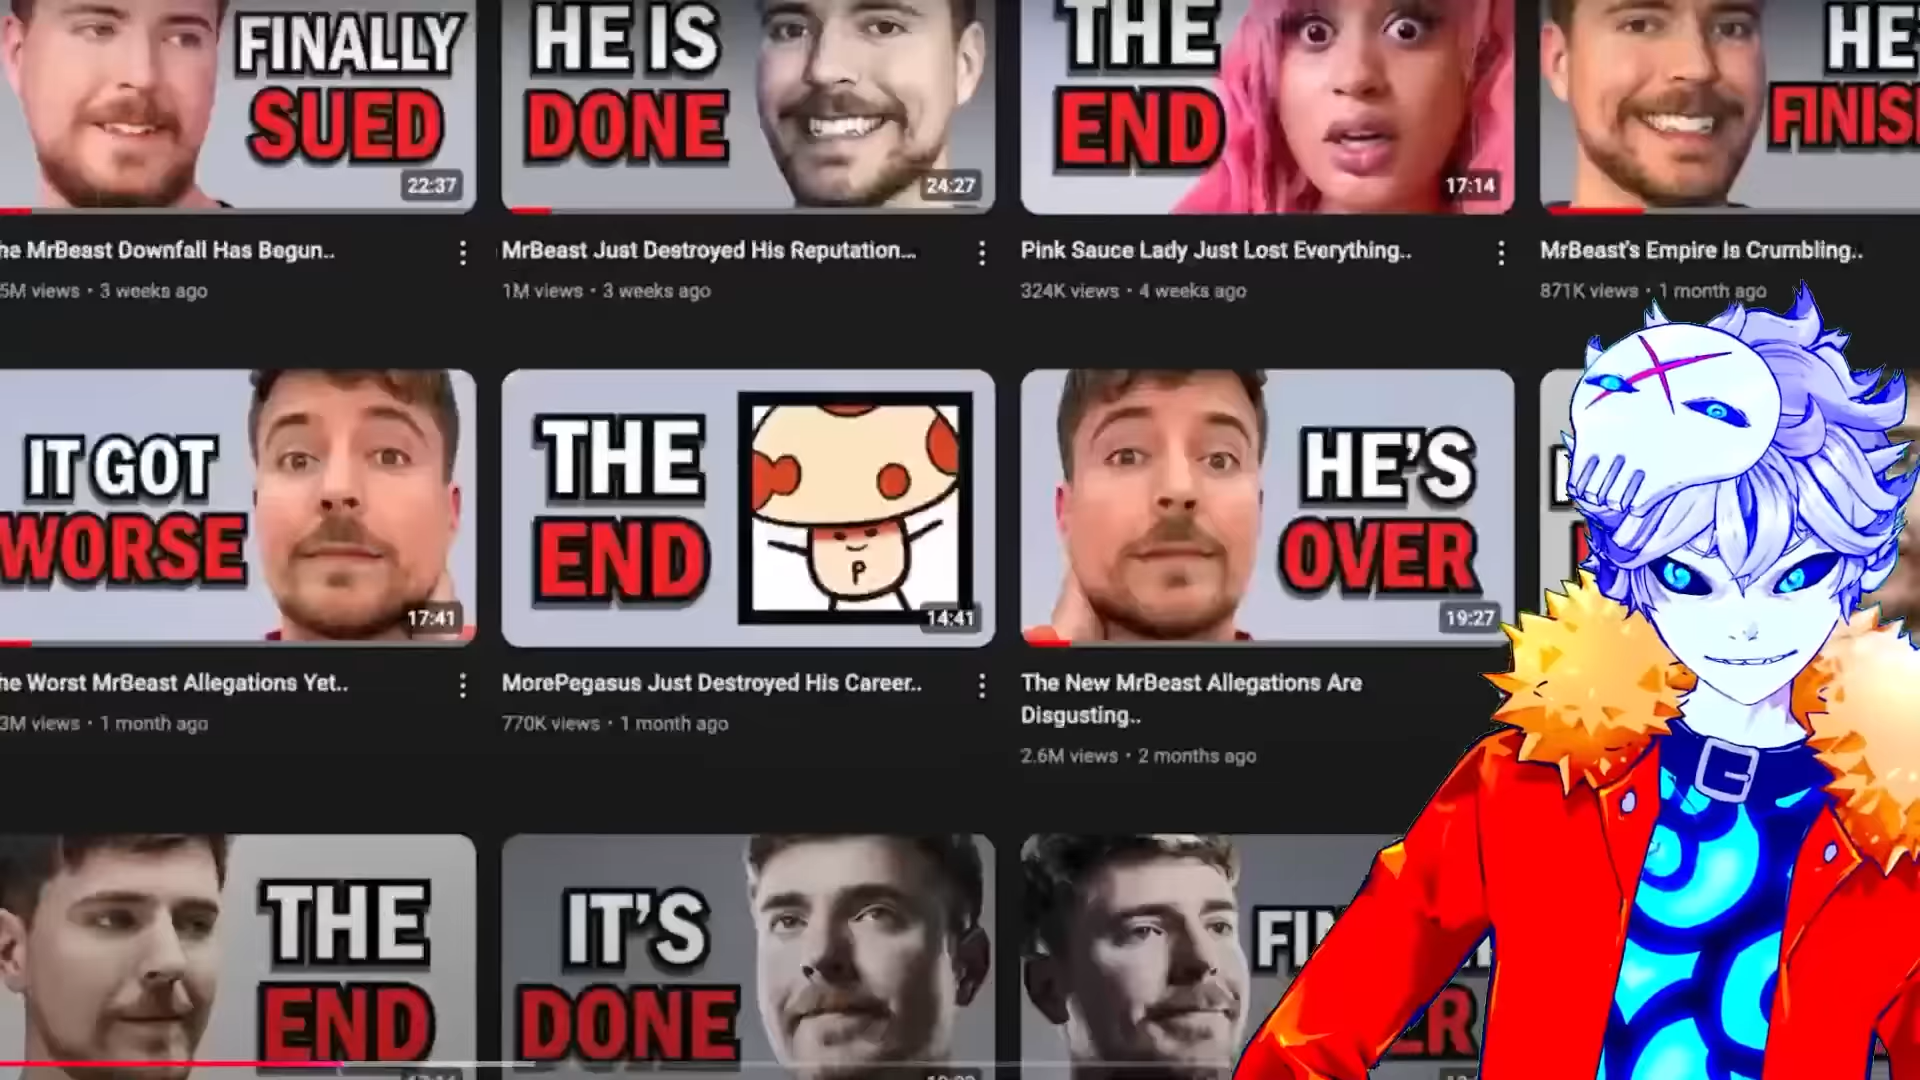 FINALLY
SUED
22:37
he MrBeast Downfall Has Begun..
5M views • 3 weeks ago
HE IS
DONE
24:27
MrBeast Just Destroyed His Reputation...
1M views • 3 weeks ago
THE
END
17:14
Pink Sauce Lady Just Lost Everything..
324K views • 4 weeks ago
HE'
FINIS
MrBeast's Empire Is Crumbling..
871K views • 1 month ago
IT GOT
WORSE
17:41
he Worst MrBeast Allegations Yet..
3M views • 1 month ago
THE
END
P
14:41
MorePegasus Just Destroyed His Career..
770K views • 1 month ago
HE'S
OVER
19:27
The New MrBeast Allegations Are
Disgusting..
2.6M views • 2 months ago
THE
END
IT'S
DONE